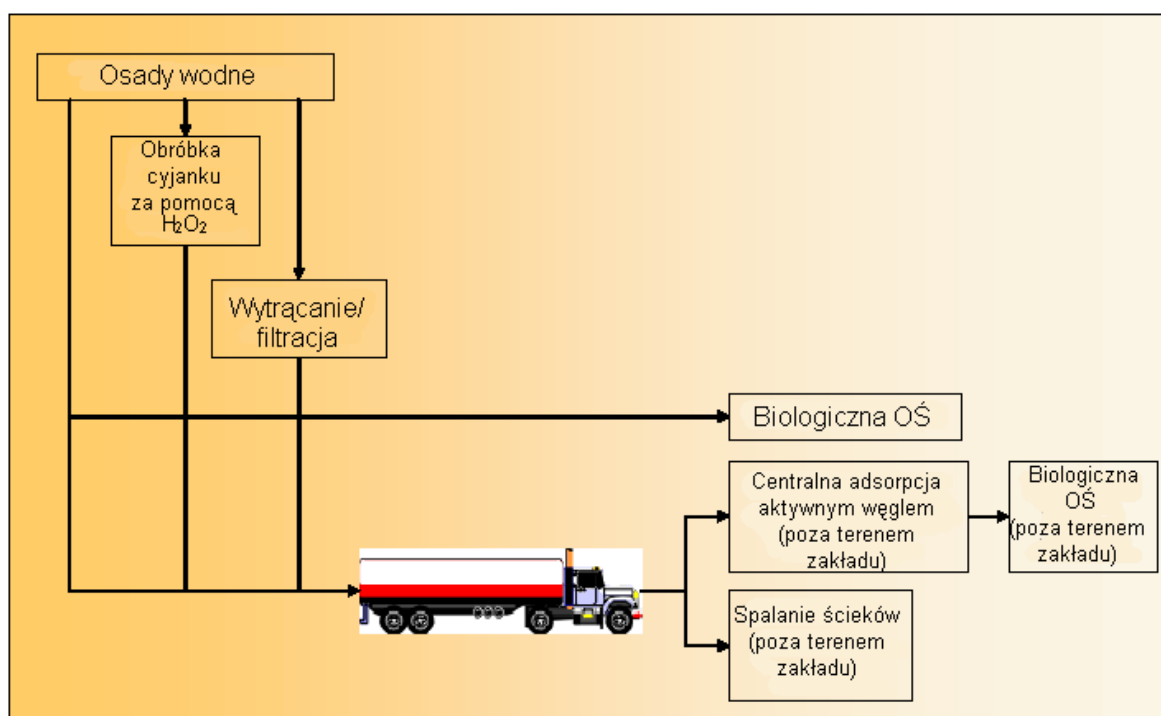 Osady wodne
Obróbka
cyjanku
za pomocą
H₂O₂
Wytrącanie/
filtracja
Biologiczna OŚ
Centralna adsorpcja
aktywnym węglem
(poza terenem
zakładu)
Biologiczna
OŚ
(poza terenem
zakładu)
Spalanie ścieków
(poza terenem
zakładu)